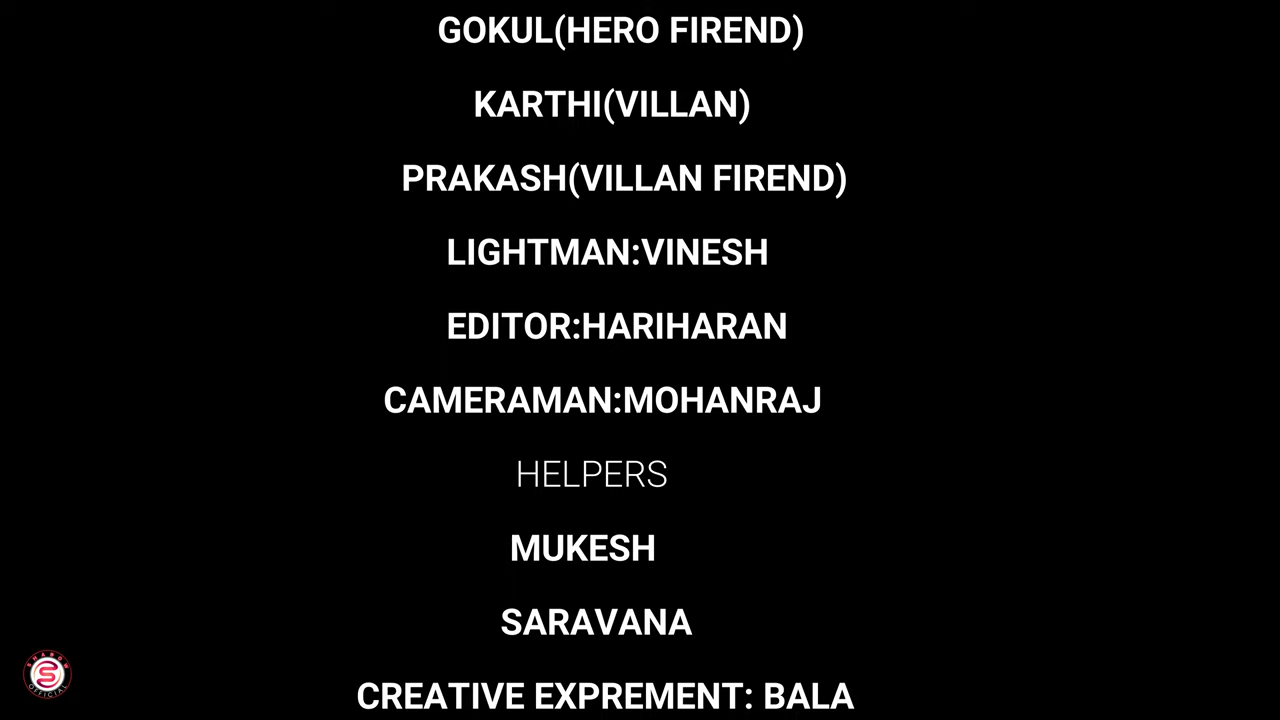 GOKUL(HERO FIREND)
KARTHI(VILLAN)
PRAKASH(VILLAN FIREND)
LIGHTMAN:VINESH
EDITOR:HARIHARAN
CAMERAMAN:MOHANRAJ
HELPERS
MUKESH
SARAVANA
CREATIVE EXPREMENT: BALA
OFFICIAL